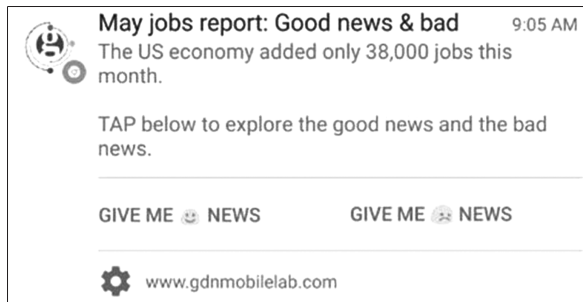 May jobs report: Good news & bad 9:05 AM
The US economy added only 38,000 jobs this
month.
TAP below to explore the good news and the bad
news.
GIVE ME 🙂 NEWS GIVE ME 🙁 NEWS
www.gdnmobilelab.com